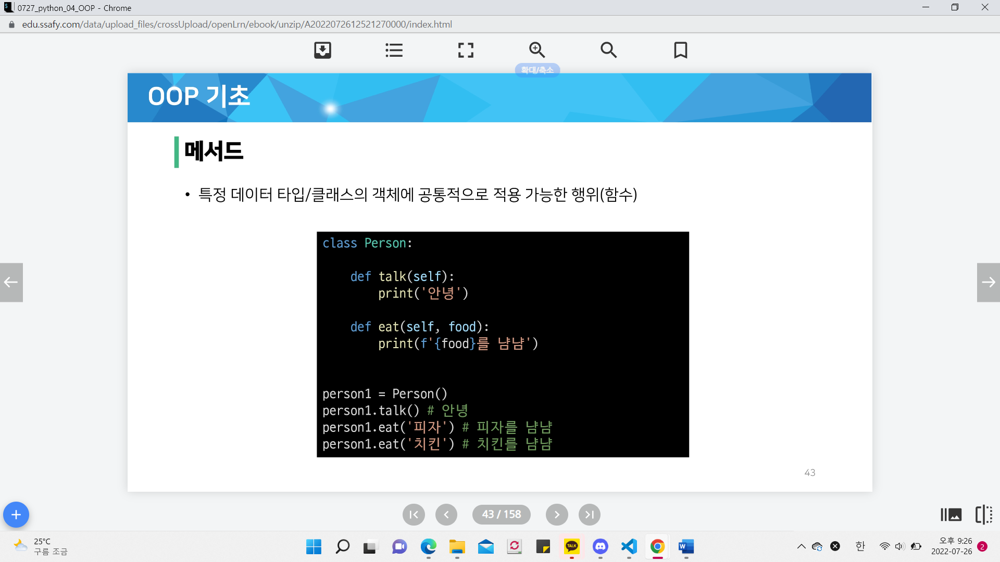 0727_python_04_OOP - Chrome
edu.ssafy.com/data/upload_files/crossUpload/openLrn/ebook/unzip/A2022072612521270000/index.html
확대/축소
OOP 기초
메서드
• 특정 데이터 타입/클래스의 객체에 공통적으로 적용 가능한 행위(함수)
class Person:
def talk(self):
print('안녕')
def eat(self, food):
print(f'{food}를 냠냠')
person1 = Person()
person1.talk() # 안녕
person1.eat('피자') # 피자를 냠냠
person1.eat('치킨') # 치킨를 냠냠
43
43 / 158
25°C
구름 조금
TALK
W
한
오후 9:26
2022-07-26
2